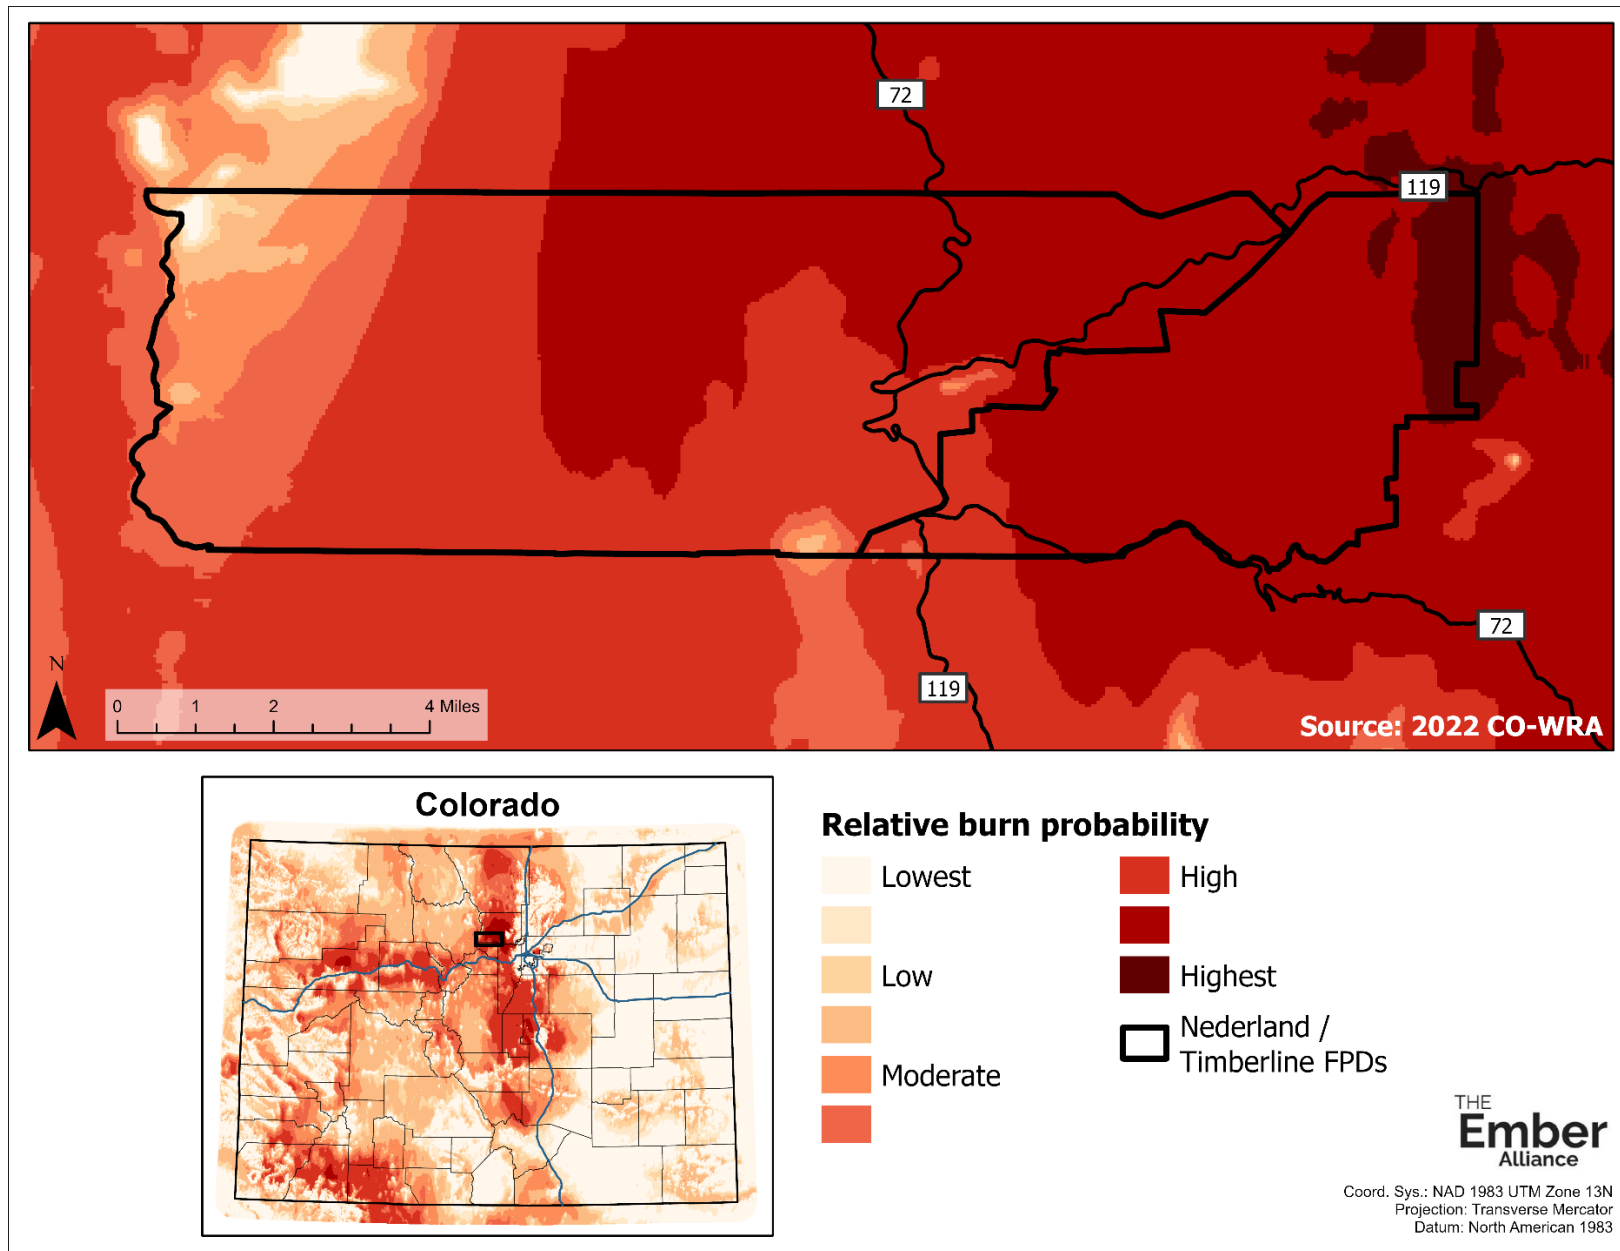 72
119
N
0 1 2 4 Miles
119
72
Source: 2022 CO-WRA
Colorado
Relative burn probability
Lowest
Low
Moderate
High
Highest
Nederland /
Timberline FPDs
THE
Ember
Alliance
Coord. Sys.: NAD 1983 UTM Zone 13N
Projection: Transverse Mercator
Datum: North American 1983